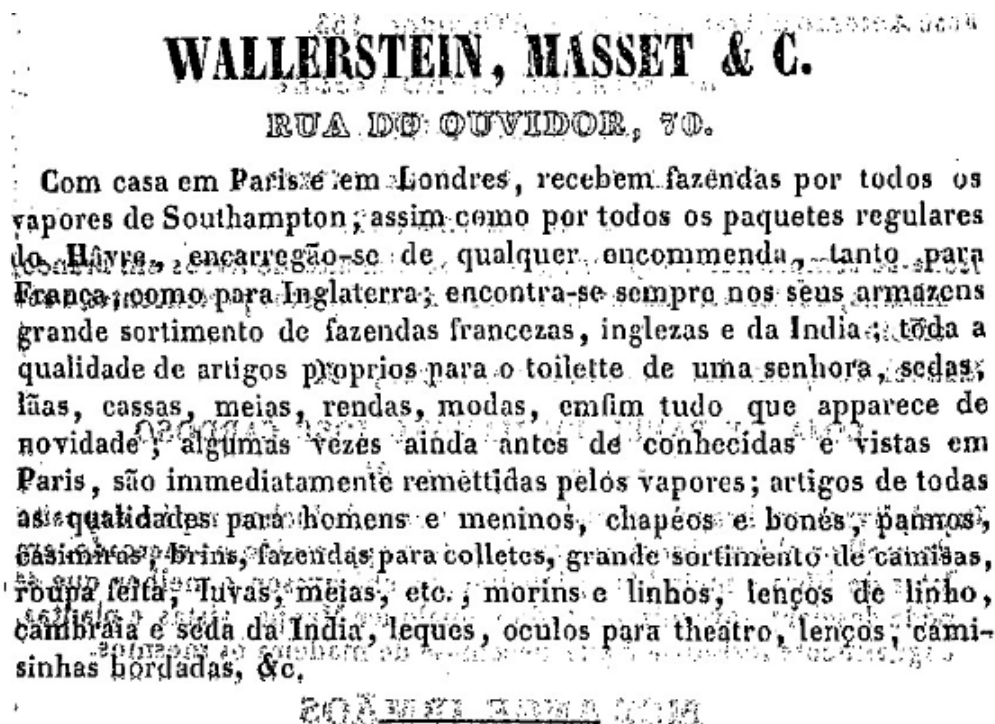 WALLERSTEIN, MASSET & C.
RUA DO OUVIDOR, 70.
Com casa em Paris e em Londres, recebem fazendas por todos os
vapores de Southampton; assim como por todos os paquetes regulares
do Hâvre, encarregão-se de qualquer encommenda, tanto para
França, como para Inglaterra; encontra-se sempre nos seus armazens
grande sortimento de fazendas francezas, inglezas e da India; toda a
qualidade de artigos proprios para o toilette de uma senhora, sedas,
lãas, cassas, meias, rendas, modas, emfim tudo que apparece de
novidade; algumas vezes ainda antes de conhecidas e vistas em
Paris, são immediatamente remettidas pelos vapores; artigos de todas
as qualidades para homens e meninos, chapéos e bonés, pannos,
casimiras, brins, fazendas para colletes, grande sortimento de camisas,
roupa feita, luvas, meias, etc., morins e linhos, lenços de linho,
cambraia e seda da India, leques, oculos para theatro, lenços, cami-
sinhas bordadas, &c.